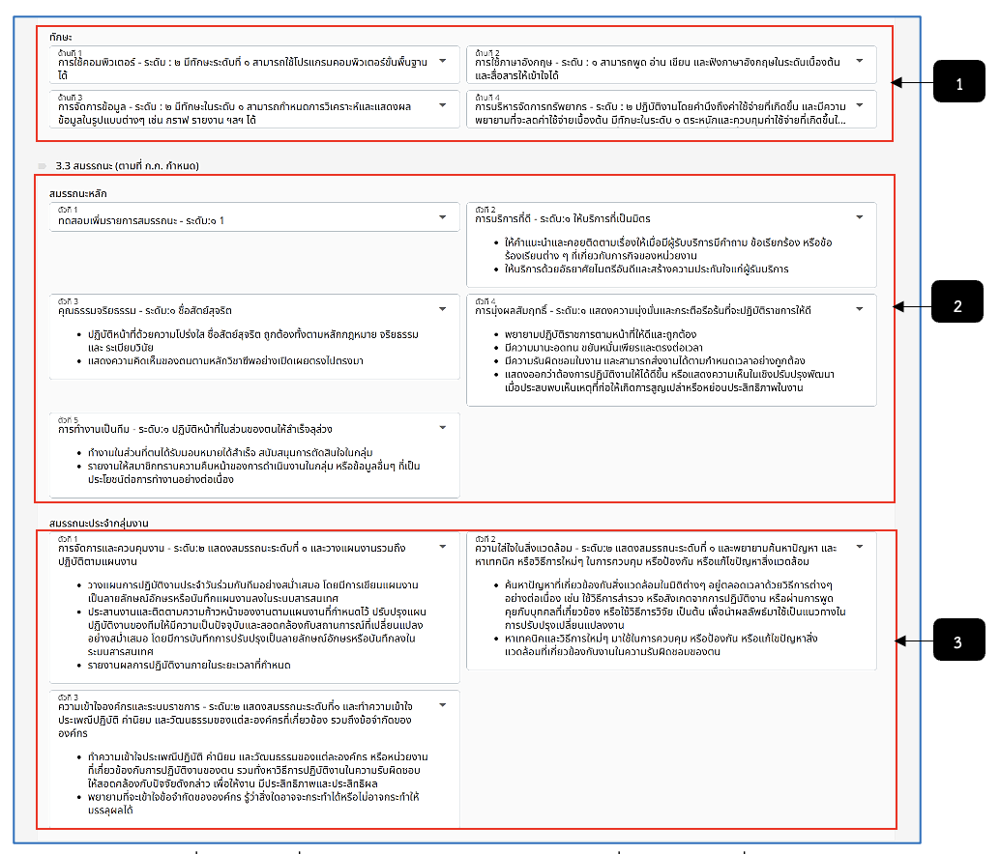 ทักษะ
ด้านที่ 1
การใช้คอมพิวเตอร์ - ระดับ : ๒ มีทักษะระดับที่ ๑ สามารถใช้โปรแกรมคอมพิวเตอร์ขั้นพื้นฐาน
ได้
ด้านที่ 2
การใช้ภาษาอังกฤษ - ระดับ : ๑ สามารถพูด อ่าน เขียน และฟังภาษาอังกฤษในระดับเบื้องต้น
และสื่อสารให้เข้าใจได้
1
ด้านที่ 3
การจัดการข้อมูล - ระดับ : ๒ มีทักษะในระดับ ๑ สามารถกำหนดการวิเคราะห์และแสดงผล
ข้อมูลในรูปแบบต่างๆ เช่น กราฟ รายงาน ฯลฯ ได้
ด้านที่ 4
การบริหารจัดการทรัพยากร - ระดับ : ๒ ปฏิบัติงานโดยคำนึงถึงค่าใช้จ่ายที่เกิดขึ้น และมีความ
พยายามที่จะลดค่าใช้จ่ายเบื้องต้น มีทักษะในระดับ ๑ ตระหนักและควบคุมค่าใช้จ่ายที่เกิดขึ้นใ...
3.3 สมรรถนะ (ตามที่ ก.ก. กำหนด)
สมรรถนะหลัก
ตัวที่ 1
ทดสอบเพิ่มรายการสมรรถนะ - ระดับ:๑ 1
ตัวที่ 2
การบริการที่ดี - ระดับ:๑ ให้บริการที่เป็นมิตร
• ให้คำแนะนำและคอยติดตามเรื่องให้เมื่อมีผู้รับบริการมีคำถาม ข้อเรียกร้อง หรือข้อ
ร้องเรียนต่าง ๆ ที่เกี่ยวกับภารกิจของหน่วยงาน
• ให้บริการด้วยอัธยาศัยไมตรีอันดีและสร้างความประทับใจแก่ผู้รับบริการ
2
ตัวที่ 3
คุณธรรมจริยธรรม - ระดับ:๑ ซื่อสัตย์สุจริต
• ปฏิบัติหน้าที่ด้วยความโปร่งใส ซื่อสัตย์สุจริต ถูกต้องทั้งตามหลักกฎหมาย จริยธรรม
และ ระเบียบวินัย
• แสดงความคิดเห็นของตนตามหลักวิชาชีพอย่างเปิดเผยตรงไปตรงมา
ตัวที่ 4
การมุ่งผลสัมฤทธิ์ - ระดับ:๑ แสดงความมุ่งมั่นและกระตือรือร้นที่จะปฏิบัติราชการให้ดี
• พยายามปฏิบัติราชการตามหน้าที่ให้ดีและถูกต้อง
• มีความมานะอดทน ขยันหมั่นเพียรและตรงต่อเวลา
• มีความรับผิดชอบในงาน และสามารถส่งงานได้ตามกำหนดเวลาอย่างถูกต้อง
• แสดงออกว่าต้องการปฏิบัติงานให้ได้ดีขึ้น หรือแสดงความเห็นในเชิงปรับปรุงพัฒนา
เมื่อประสบพบเห็นเหตุที่ก่อให้เกิดการสูญเปล่าหรือหย่อนประสิทธิภาพในงาน
ตัวที่ 5
การทำงานเป็นทีม - ระดับ:๑ ปฏิบัติหน้าที่ในส่วนของตนให้สำเร็จลุล่วง
• ทำงานในส่วนที่ตนได้รับมอบหมายได้สำเร็จ สนับสนุนการตัดสินใจในกลุ่ม
• รายงานให้สมาชิกทราบความคืบหน้าของการดำเนินงานในกลุ่ม หรือข้อมูลอื่นๆ ที่เป็น
ประโยชน์ต่อการทำงานอย่างต่อเนื่อง
สมรรถนะประจำกลุ่มงาน
ตัวที่ 1
การจัดการและควบคุมงาน - ระดับ:๒ แสดงสมรรถนะระดับที่ ๑ และวางแผนงานรวมถึง
ปฏิบัติตามแผนงาน
• วางแผนการปฏิบัติงานประจำวันร่วมกับทีมอย่างสม่ำเสมอ โดยมีการเขียนแผนงาน
เป็นลายลักษณ์อักษรหรือบันทึกแผนงานลงในระบบสารสนเทศ
• ประสานงานและติดตามความก้าวหน้าของงานตามแผนงานที่กำหนดไว้ ปรับปรุงแผน
ปฏิบัติงานของทีมให้มีความเป็นปัจจุบันและสอดคล้องกับสถานการณ์ที่เปลี่ยนแปลง
อย่างสม่ำเสมอ โดยมีการบันทึกการปรับปรุงเป็นลายลักษณ์อักษรหรือบันทึกลงใน
ระบบสารสนเทศ
• รายงานผลการปฏิบัติงานภายในระยะเวลาที่กำหนด
ตัวที่ 2
ความใส่ใจในสิ่งแวดล้อม - ระดับ:๒ แสดงสมรรถนะระดับที่ ๑ และพยายามค้นหาปัญหา และ
หาเทคนิค หรือวิธีการใหม่ๆ ในการควบคุม หรือป้องกัน หรือแก้ไขปัญหาสิ่งแวดล้อม
• ค้นหาปัญหาที่เกี่ยวข้องกับสิ่งแวดล้อมในมิติต่างๆ อยู่ตลอดเวลาด้วยวิธีการต่างๆ
อย่างต่อเนื่อง เช่น ใช้วิธีการสำรวจ หรือสังเกตจากการปฏิบัติงาน หรือผ่านการพูด
คุยกับบุคคลที่เกี่ยวข้อง หรือใช้วิธีการวิจัย เป็นต้น เพื่อนำผลลัพธ์มาใช้เป็นแนวทางใน
การปรับปรุงเปลี่ยนแปลงงาน
• หาเทคนิคและวิธีการใหม่ๆ มาใช้ในการควบคุม หรือป้องกัน หรือแก้ไขปัญหาสิ่ง
แวดล้อมที่เกี่ยวข้องกับงานในความรับผิดชอบของตน
3
ตัวที่ 3
ความเข้าใจองค์กรและระบบราชการ - ระดับ:๒ แสดงสมรรถนะระดับที่๑ และทำความเข้าใจ
ประเพณีปฏิบัติ ค่านิยม และวัฒนธรรมของแต่ละองค์กรที่เกี่ยวข้อง รวมถึงข้อจำกัดของ
องค์กร
• ทำความเข้าใจประเพณีปฏิบัติ ค่านิยม และวัฒนธรรมของแต่ละองค์กร หรือหน่วยงาน
ที่เกี่ยวข้องกับการปฏิบัติงานของตน รวมทั้งหาวิธีการปฏิบัติงานในความรับผิดชอบ
ให้สอดคล้องกับปัจจัยดังกล่าว เพื่อให้งาน มีประสิทธิภาพและประสิทธิผล
• พยายามที่จะเข้าใจข้อจำกัดขององค์กร รู้ว่าสิ่งใดอาจจะกระทำได้หรือไม่อาจกระทำให้
บรรลุผลได้